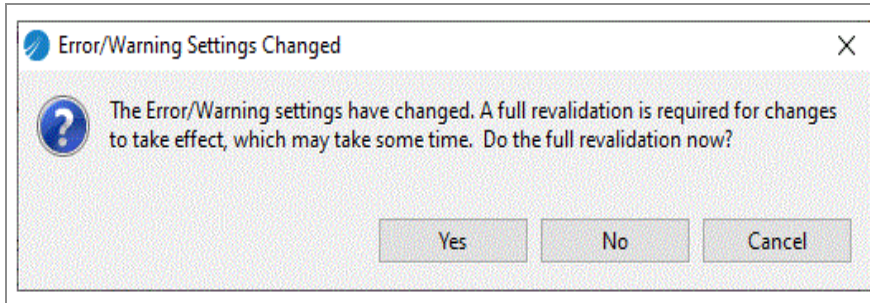 Error/Warning Settings Changed
The Error/Warning settings have changed. A full revalidation is required for changes
to take effect, which may take some time.  Do the full revalidation now?
Yes No Cancel